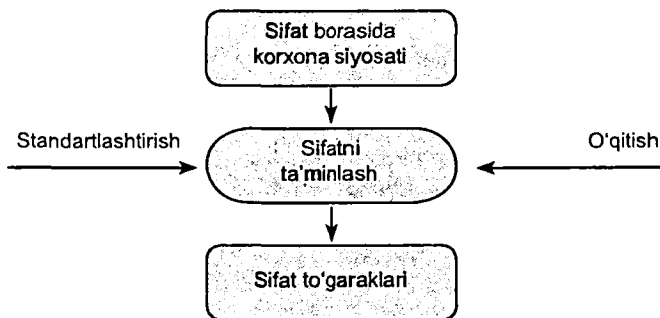 Sifat borasida
korxona siyosati
Standartlashtirish
Sifatni
ta'minlash
O'qitish
Sifat to'garaklari